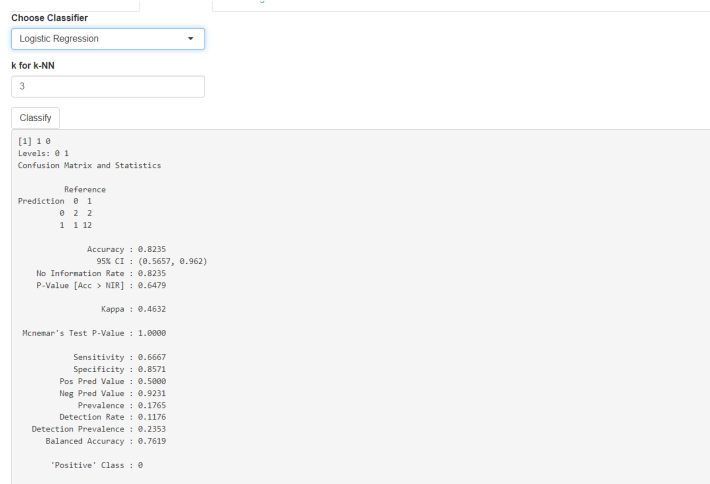 Choose Classifier
Logistic Regression
k for k-NN
3
Classify
[1] 1 0
Levels: 0 1
Confusion Matrix and Statistics
Reference
Prediction 0 1
0 2 2
1 1 12
Accuracy : 0.8235
95% CI : (0.5657, 0.962)
No Information Rate : 0.8235
P-Value [Acc > NIR] : 0.6479
Kappa : 0.4632
Mcnemar's Test P-Value : 1.0000
Sensitivity : 0.6667
Specificity : 0.8571
Pos Pred Value : 0.5000
Neg Pred Value : 0.9231
Prevalence : 0.1765
Detection Rate : 0.1176
Detection Prevalence : 0.2353
Balanced Accuracy : 0.7619
'Positive' Class : 0